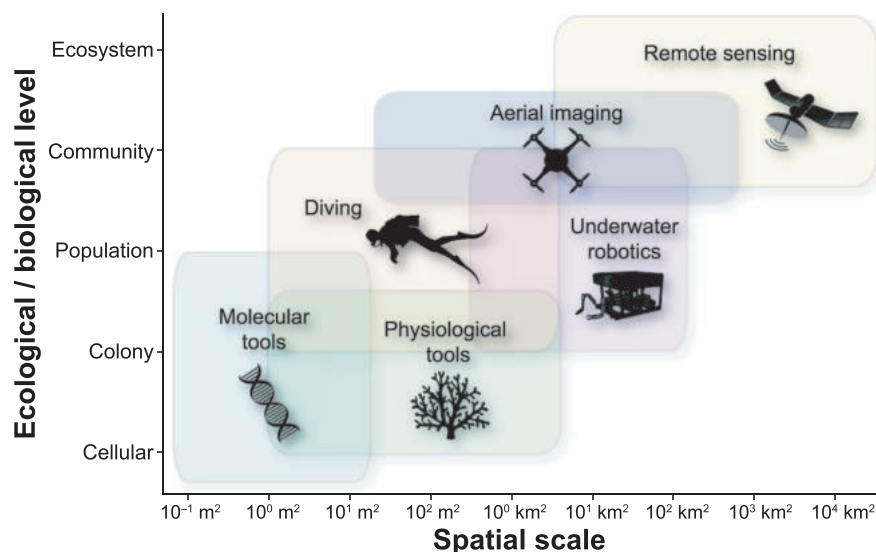 Ecological / biological level
Ecosystem
Community
Population
Colony
Cellular
Remote sensing
Aerial imaging
Diving
Underwater
robotics
Molecular
tools
Physiological
tools
10⁻¹ m² 10⁰ m² 10¹ m² 10² m² 10⁰ km² 10¹ km² 10² km² 10³ km² 10⁴ km²
Spatial scale